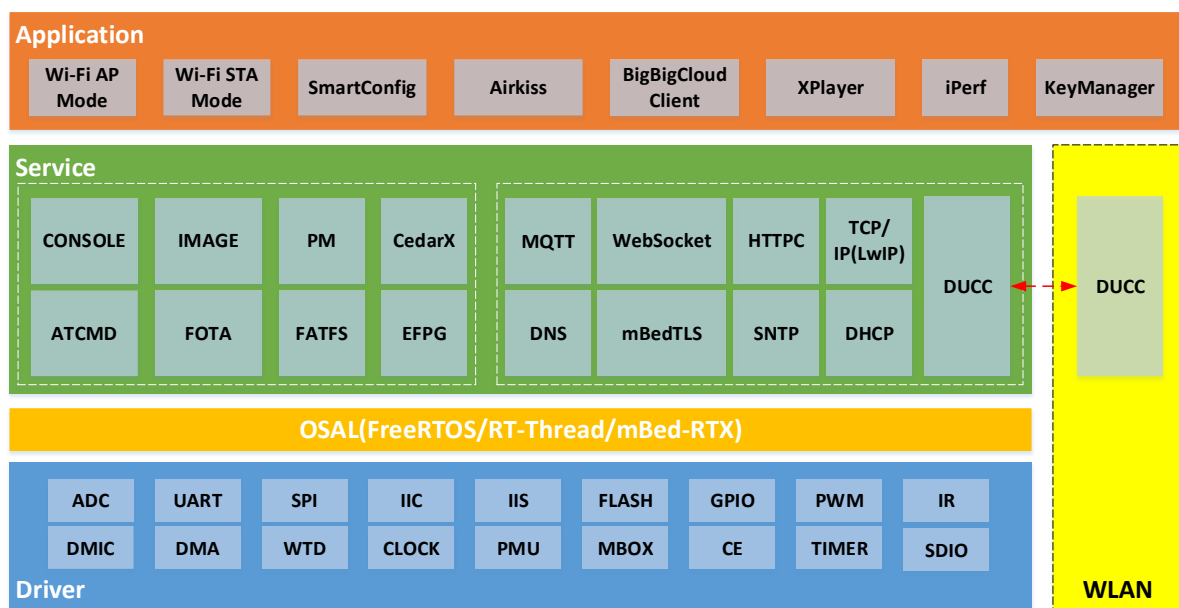 Application
Wi-Fi AP
Mode
Wi-Fi STA
Mode
SmartConfig
Airkiss
BigBigCloud
Client
XPlayer
iPerf
KeyManager
Service
CONSOLE
IMAGE
PM
CedarX
MQTT
WebSocket
HTTPC
TCP/
IP(LwIP)
DUCC
DUCC
ATCMD
FOTA
FATFS
EFPG
DNS
mBedTLS
SNTP
DHCP
OSAL(FreeRTOS/RT-Thread/mBed-RTX)
ADC
UART
SPI
IIC
IIS
FLASH
GPIO
PWM
IR
DMIC
DMA
WTD
CLOCK
PMU
MBOX
CE
TIMER
SDIO
Driver
WLAN